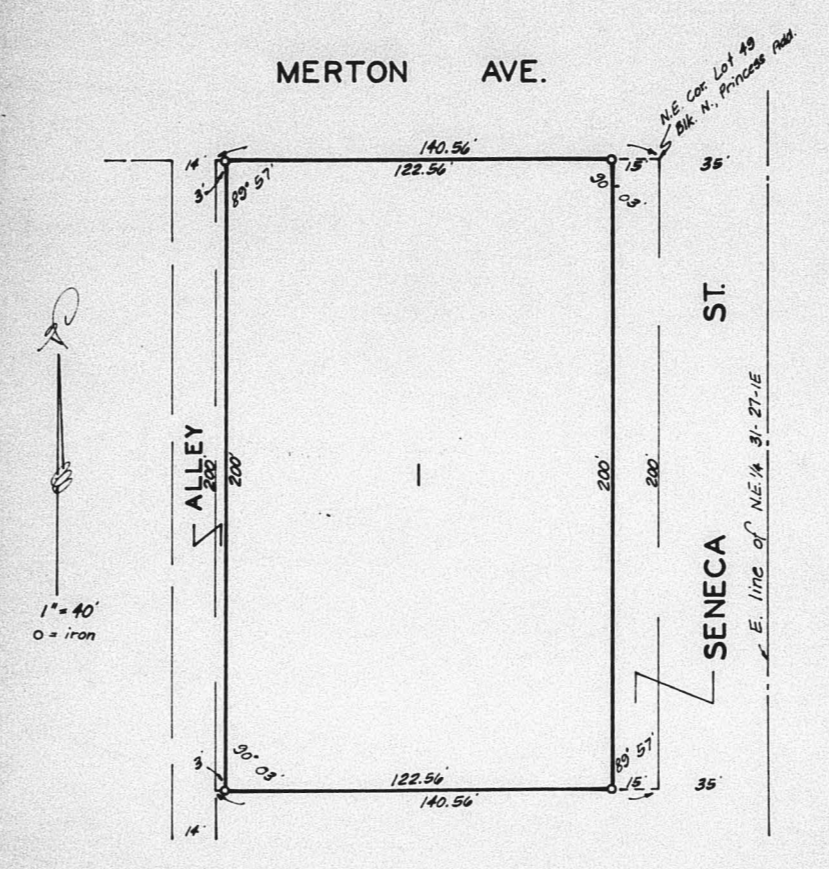 MERTON AVE.
N.E. Cor. Lot 49
Blk. N., Princess Add.
140.56'
14'
122.56'
15'
35'
3'
89° 57'
90° 03'
ST.
ALLEY
200'
200'
1
200'
200'
E. line of N.E. 1/4 31-27-1E
SENECA
1" = 40'
o = iron
3'
90° 03'
89° 57'
122.56'
15'
35'
140.56'
14'